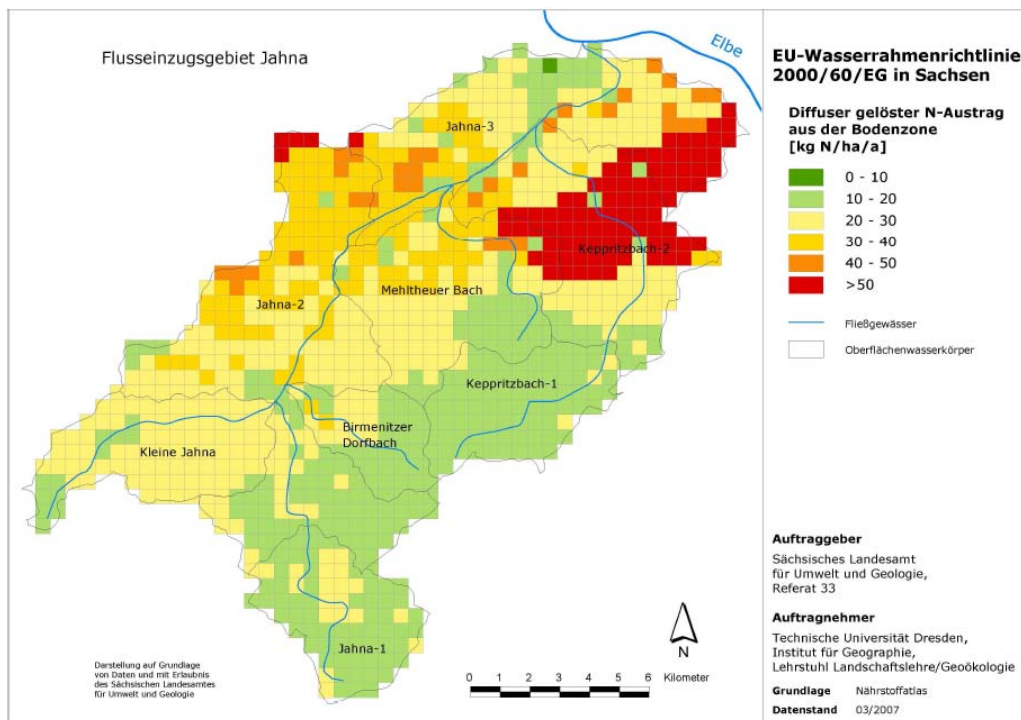 Flusseinzugsgebiet Jahna
Elbe
Jahna-3
Keppritzbach-2
Mehltheuer Bach
Jahna-2
Keppritzbach-1
Birmenitzer
Dorfbach
Kleine Jahna
Jahna-1
Darstellung auf Grundlage
von Daten und mit Erlaubnis
des Sächsischen Landesamtes
für Umwelt und Geologie
N
0 1 2 3 4 5 6 Kilometer
EU-Wasserrahmenrichtlinie
2000/60/EG in Sachsen
Diffuser gelöster N-Austrag
aus der Bodenzone
[kg N/ha/a]
0 - 10
10 - 20
20 - 30
30 - 40
40 - 50
>50
Fließgewässer
Oberflächenwasserkörper
Auftraggeber
Sächsisches Landesamt
für Umwelt und Geologie,
Referat 33
Auftragnehmer
Technische Universität Dresden,
Institut für Geographie,
Lehrstuhl Landschaftslehre/Geoökologie
Grundlage Nährstoffatlas
Datenstand 03/2007